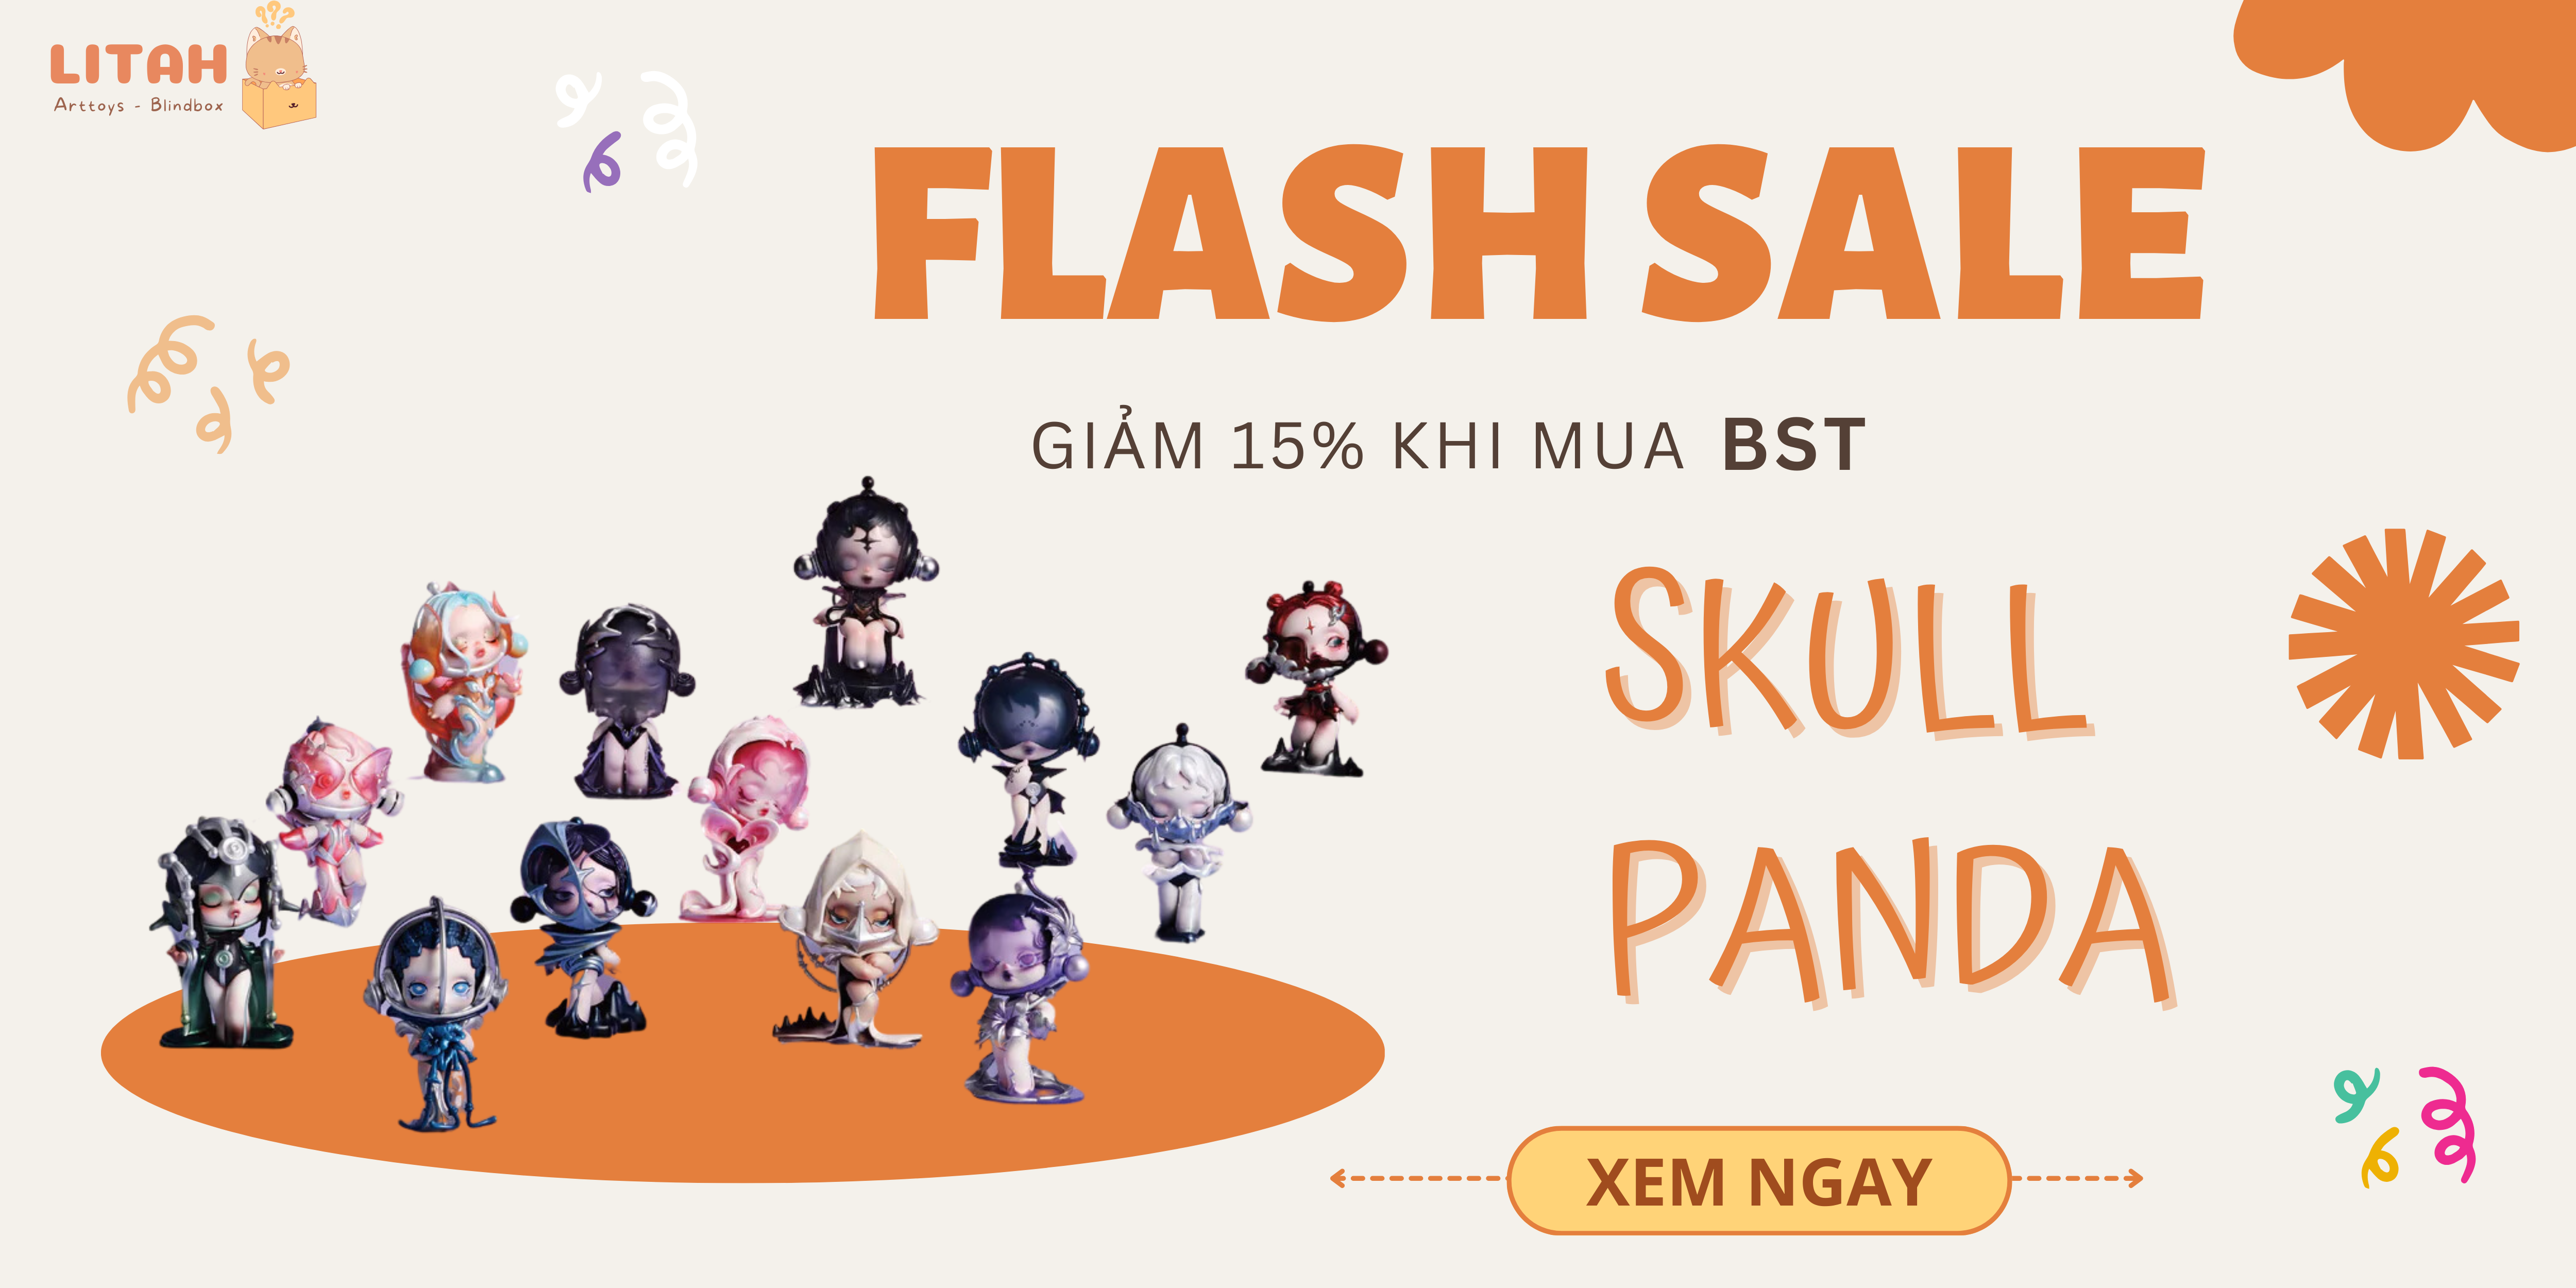 LITAH
Arttoys - Blindbox
FLASH SALE
GIẢM 15% KHI MUA BST
SKULL
PANDA
XEM NGAY